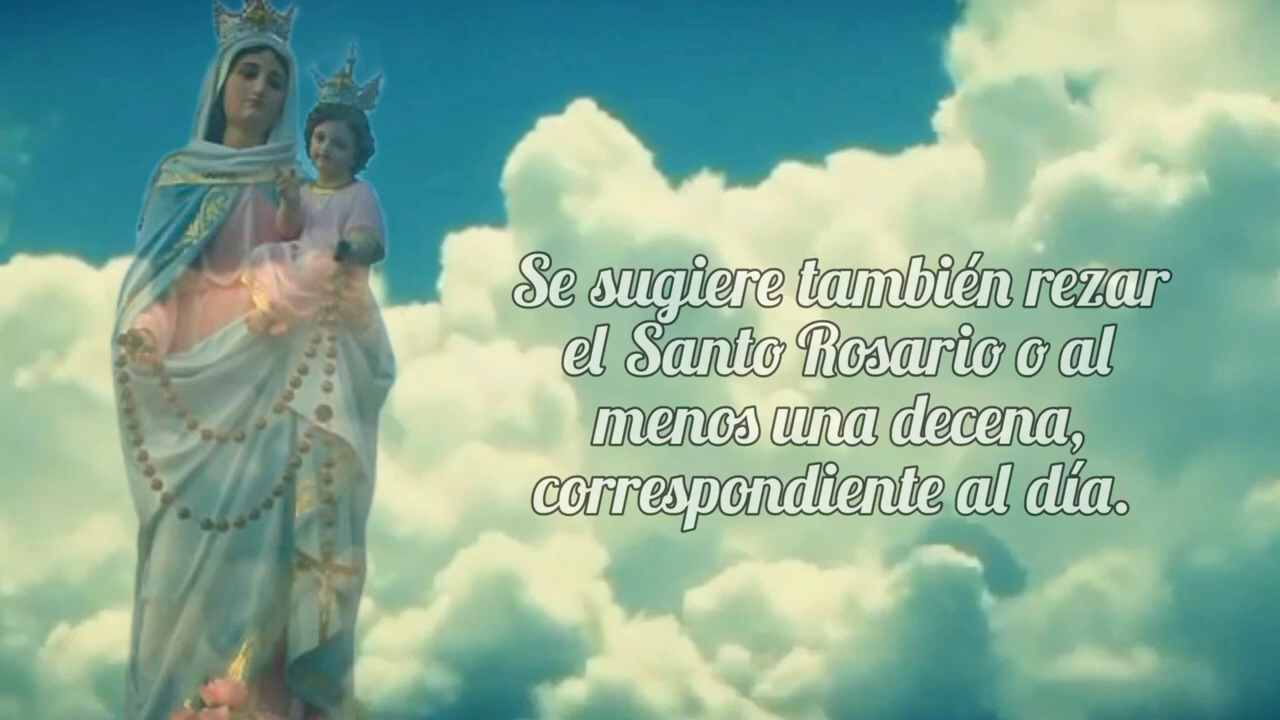 Se sugiere también rezar
el Santo Rosario o al
menos una decena,
correspondiente al día.